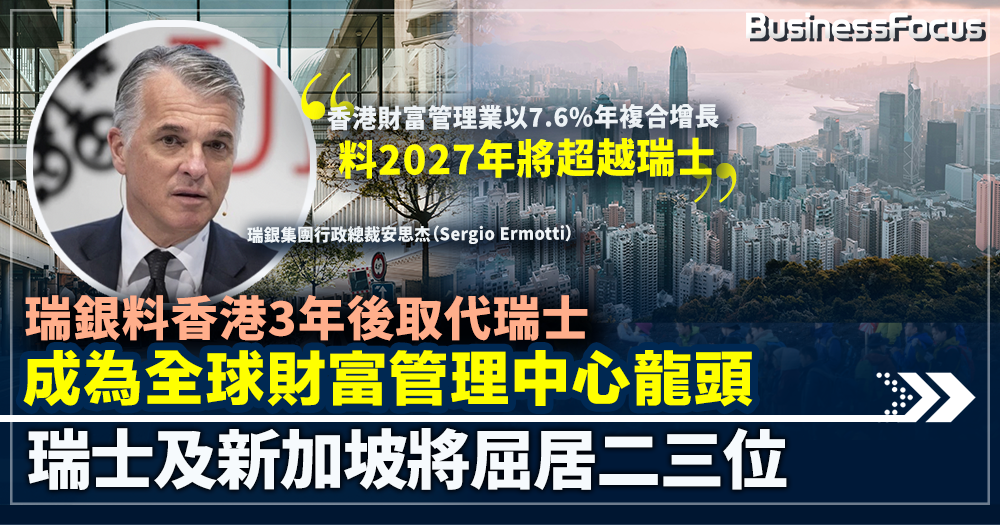 BusinessFocus
香港財富管理業以7.6%年複合增長
料2027年將超越瑞士
瑞銀集團行政總裁安思杰(Sergio Ermotti)
瑞銀料香港3年後取代瑞士
成為全球財富管理中心龍頭
瑞士及新加坡將屈居二三位